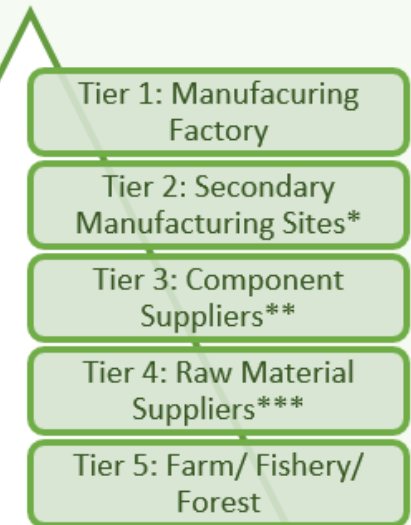 Tier 1: Manufacuring
Factory
Tier 2: Secondary
Manufacturing Sites*
Tier 3: Component
Suppliers**
Tier 4: Raw Material
Suppliers***
Tier 5: Farm/ Fishery/
Forest